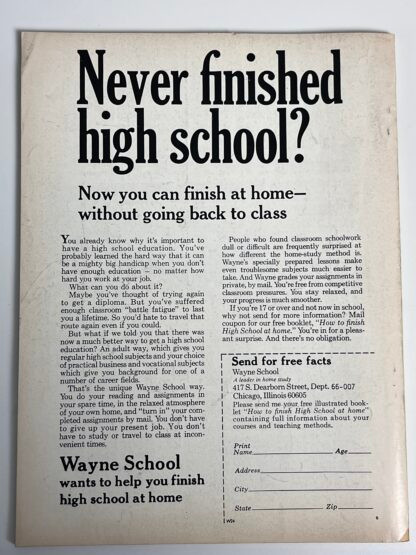 Never finished
high school?
Now you can finish at home—
without going back to class
You already know why it's important to
have a high school education. You've
probably learned the hard way that it can
be a mighty big handicap when you don't
have enough education – no matter how
hard you work at your job.
What can you do about it?
Maybe you've thought of trying again
to get a diploma. But you've suffered
enough classroom "battle fatigue" to last
you a lifetime. So you'd hate to travel that
route again even if you could.
But what if we told you that there was
now a much better way to get a high school
education? An adult way, which gives you
regular high school subjects and your choice
of practical business and vocational subjects
which give you background for one of a
number of career fields.
That's the unique Wayne School way.
You do your reading and assignments in
your spare time, in the relaxed atmosphere
of your own home, and "turn in" your com-
pleted assignments by mail. You don't have
to give up your present job. You don't
have to study or travel to class at incon-
venient times.
Wayne School
wants to help you finish
high school at home
People who found classroom schoolwork
dull or difficult are frequently surprised at
how different the home-study method is.
Wayne's specially prepared lessons make
even troublesome subjects much easier to
take. And Wayne grades your assignments in
private, by mail. You're free from competitive
classroom pressures. You stay relaxed, and
your progress is much smoother.
If you're 17 or over and not now in school,
why not send for more information? Mail
coupon for our free booklet, "How to finish
High School at home." You're in for a pleas-
ant surprise. And there's no obligation.
Send for free facts
Wayne School
A leader in home study
417 S. Dearborn Street, Dept. 66-007
Chicago, Illinois 60605
Please send me your free illustrated book-
let "How to finish High School at home"
containing full information about your
courses and teaching methods.
Print
Name Age
Address
City
State Zip